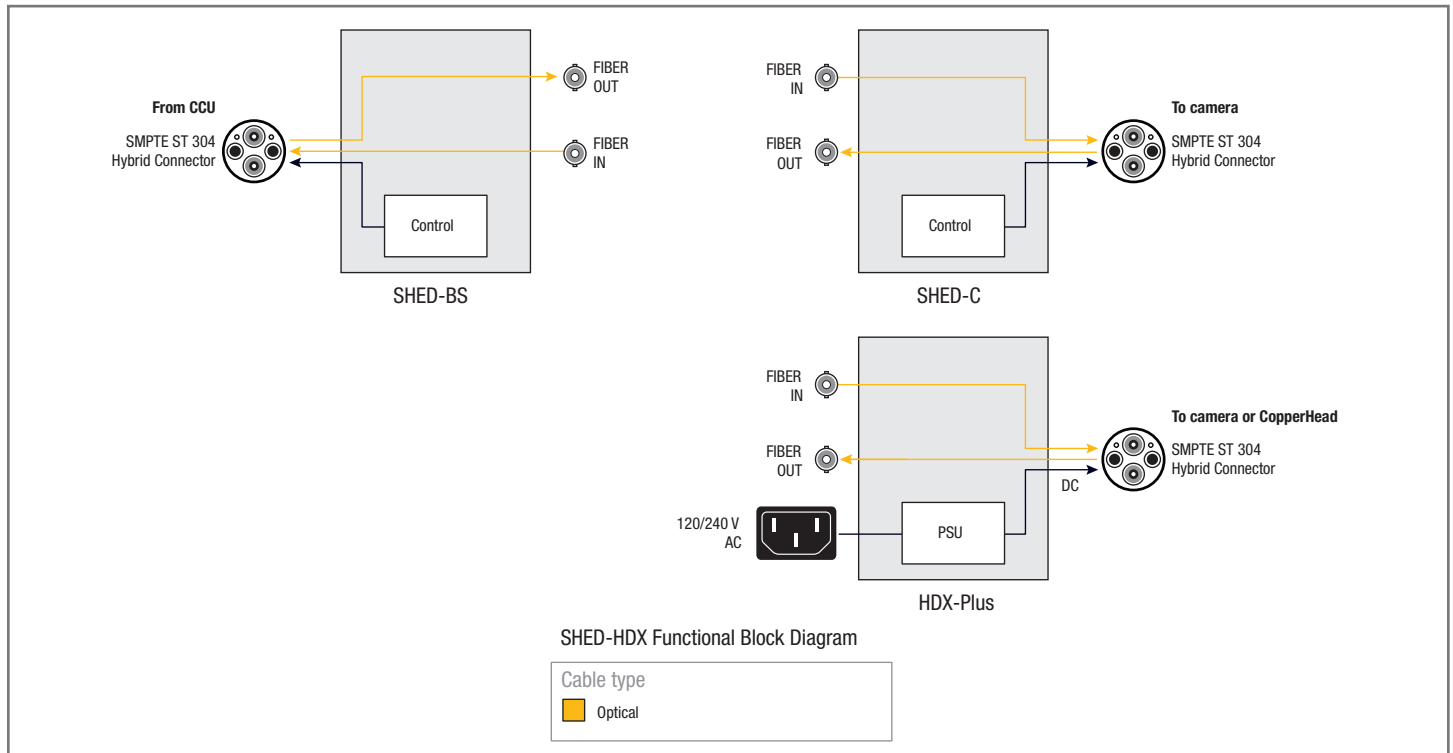 From CCU
SMPTE ST 304
Hybrid Connector
FIBER
OUT
FIBER
IN
Control
SHED-BS
FIBER
IN
FIBER
OUT
Control
To camera
SMPTE ST 304
Hybrid Connector
SHED-C
FIBER
IN
FIBER
OUT
120/240 V
AC
PSU
DC
To camera or CopperHead
SMPTE ST 304
Hybrid Connector
HDX-Plus
SHED-HDX Functional Block Diagram
Cable type
Optical